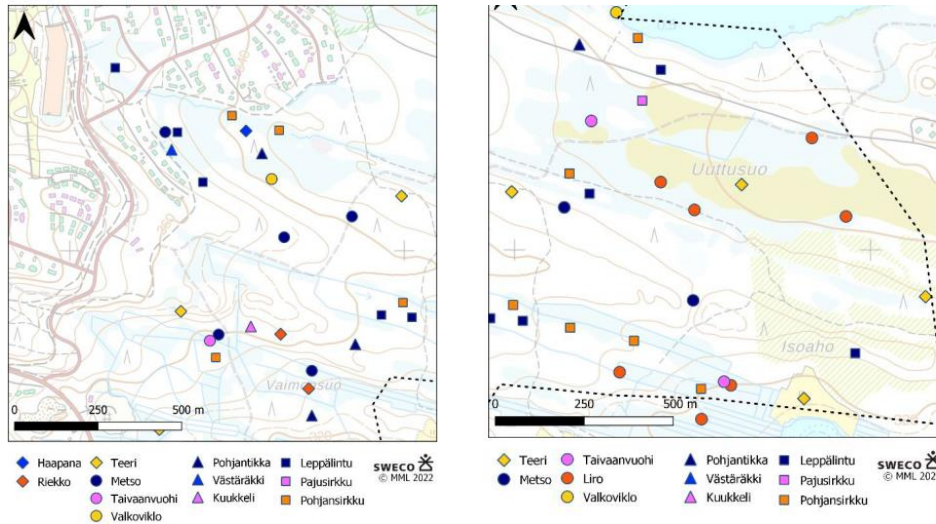 Vaimonsuo
0 250 500 m
Haapana Teeri Pohjantikka Leppälintu
Riekko Metso Västäräkki Pajusirkku
Taivaanvuohi Kuukkeli Pohjansirkku
Valkoviklo
SWECO
© MML 2022
Uuttusuo
Isoaho
0 250 500 m
Teeri Taivaanvuohi Pohjantikka Leppälintu
Metso Liro Västäräkki Pajusirkku
Valkoviklo Kuukkeli Pohjansirkku
SWECO
© MML 2022